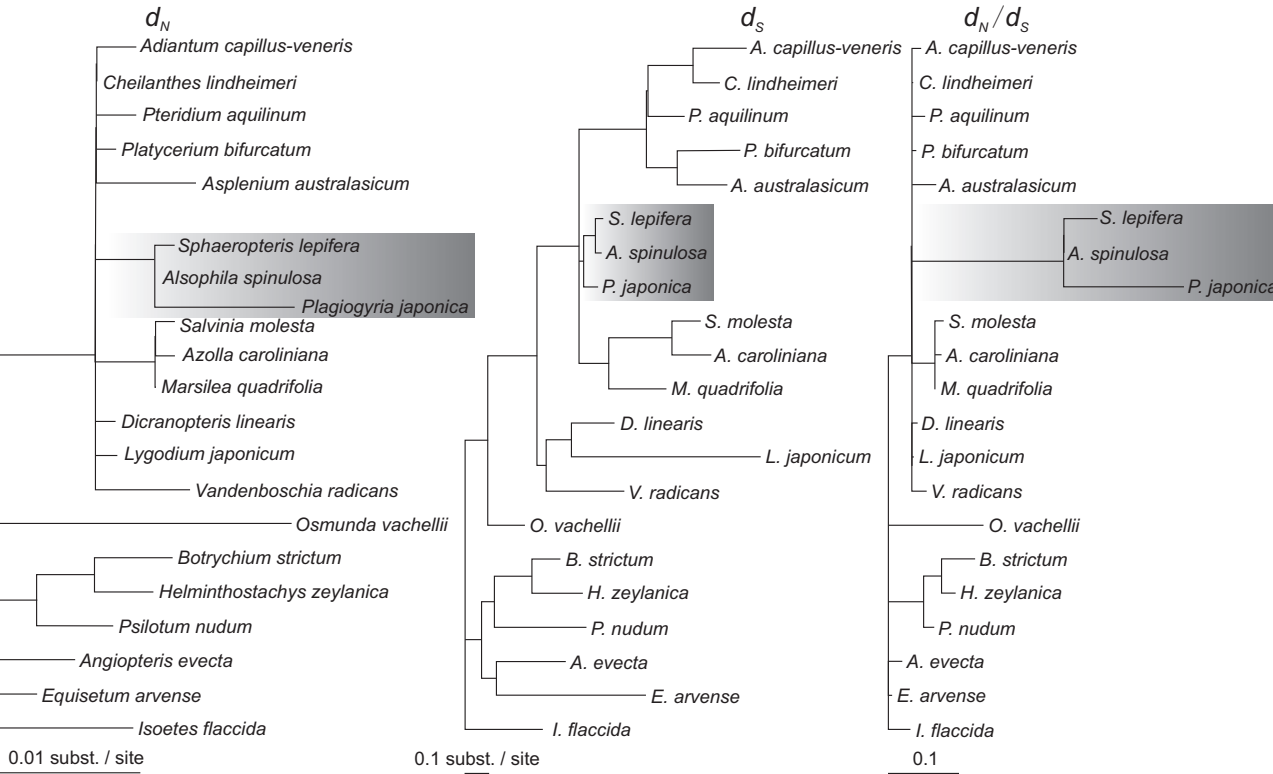 dN
Adiantum capillus-veneris
Cheilanthes lindheimeri
Pteridium aquilinum
Platycerium bifurcatum
Asplenium australasicum
Sphaeropteris lepifera
Alsophila spinulosa
Plagiogyria japonica
Salvinia molesta
Azolla caroliniana
Marsilea quadrifolia
Dicranopteris linearis
Lygodium japonicum
Vandenboschia radicans
Osmunda vachellii
Botrychium strictum
Helminthostachys zeylanica
Psilotum nudum
Angiopteris evecta
Equisetum arvense
Isoetes flaccida
0.01 subst. / site
dS
A. capillus-veneris
C. lindheimeri
P. aquilinum
P. bifurcatum
A. australasicum
S. lepifera
A. spinulosa
P. japonica
S. molesta
A. caroliniana
M. quadrifolia
D. linearis
L. japonicum
V. radicans
O. vachellii
B. strictum
H. zeylanica
P. nudum
A. evecta
E. arvense
I. flaccida
0.1 subst. / site
dN/dS
A. capillus-veneris
C. lindheimeri
P. aquilinum
P. bifurcatum
A. australasicum
S. lepifera
A. spinulosa
P. japonica
S. molesta
A. caroliniana
M. quadrifolia
D. linearis
L. japonicum
V. radicans
O. vachellii
B. strictum
H. zeylanica
P. nudum
A. evecta
E. arvense
I. flaccida
0.1